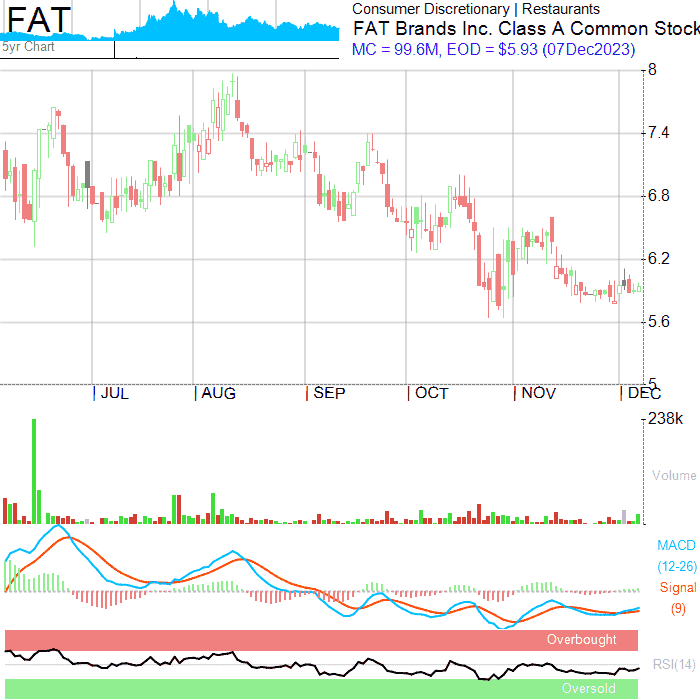 FAT
5yr Chart
Consumer Discretionary | Restaurants
FAT Brands Inc. Class A Common Stock
MC = 99.6M, EOD = $5.93 (07Dec2023)
8
7.4
6.8
6.2
5.6
5
JUL AUG SEP OCT NOV DEC
238k
Volume
MACD
(12-26)
Signal
(9)
Overbought
RSI(14)
Oversold